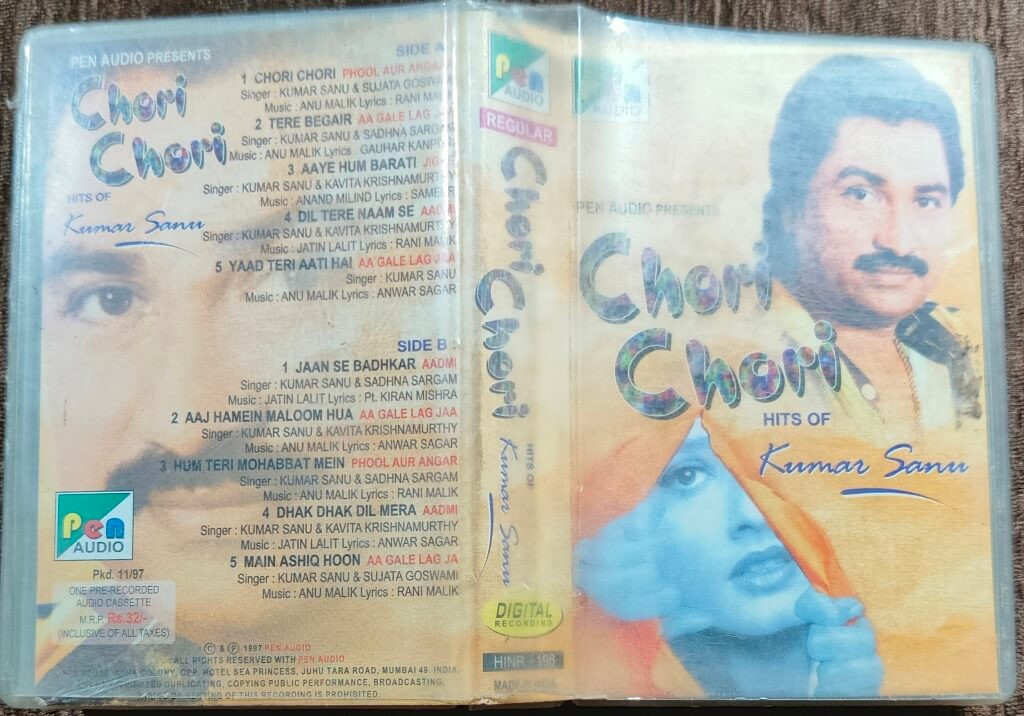 PEN AUDIO PRESENTS
Chori
Chori
HITS OF
Kumar Sanu
SIDE A
1 CHORI CHORI PHOOL AUR ANGAAR
Singer : KUMAR SANU & SUJATA GOSWAMI
Music : ANU MALIK Lyrics : RANI MALIK
2 TERE BEGAIR AA GALE LAG JAA
Singer : KUMAR SANU & SADHNA SARGAM
Music : ANU MALIK Lyrics : GAUHAR KANPURI
3 AAYE HUM BARATI
Singer : KUMAR SANU & KAVITA KRISHNAMURTHY
Music : ANAND MILIND Lyrics : SAMEER
4 DIL TERE NAAM SE AADMI
Singer : KUMAR SANU & KAVITA KRISHNAMURTHY
Music : JATIN LALIT Lyrics : RANI MALIK
5 YAAD TERI AATI HAI AA GALE LAG JAA
Singer : KUMAR SANU
Music : ANU MALIK Lyrics : ANWAR SAGAR
SIDE B :
1 JAAN SE BADHKAR AADMI
Singer : KUMAR SANU & SADHNA SARGAM
Music : JATIN LALIT Lyrics : Pt. KIRAN MISHRA
2 AAJ HAMEIN MALOOM HUA AA GALE LAG JAA
Singer : KUMAR SANU & KAVITA KRISHNAMURTHY
Music : ANU MALIK Lyrics : ANWAR SAGAR
3 HUM TERI MOHABBAT MEIN PHOOL AUR ANGAR
Singer : KUMAR SANU & SADHNA SARGAM
Music : ANU MALIK Lyrics : RANI MALIK
4 DHAK DHAK DIL MERA AADMI
Singer : KUMAR SANU & KAVITA KRISHNAMURTHY
Music : JATIN LALIT Lyrics : ANWAR SAGAR
5 MAIN ASHIQ HOON AA GALE LAG JA
Singer : KUMAR SANU & SUJATA GOSWAMI
Music : ANU MALIK Lyrics : RANI MALIK
Pen
AUDIO
Pkd. 11/97
ONE PRE-RECORDED
AUDIO CASSETTE
M.R.P. Rs.32/-
(INCLUSIVE OF ALL TAXES)
© & ℗ 1997 PEN AUDIO
ALL RIGHTS RESERVED WITH PEN AUDIO
COLONY, OPP. HOTEL SEA PRINCESS, JUHU TARA ROAD, MUMBAI 49. INDIA.
DUPLICATING, COPYING PUBLIC PERFORMANCE, BROADCASTING,
OF THIS RECORDING IS PROHIBITED.
Pen
AUDIO
REGULAR
Chori Chori
HITS OF
Kumar Sanu
DIGITAL
RECORDING
HINR - 198
MADE IN INDIA
AUDIO
PEN AUDIO PRESENTS
Chori
Chori
HITS OF
Kumar Sanu